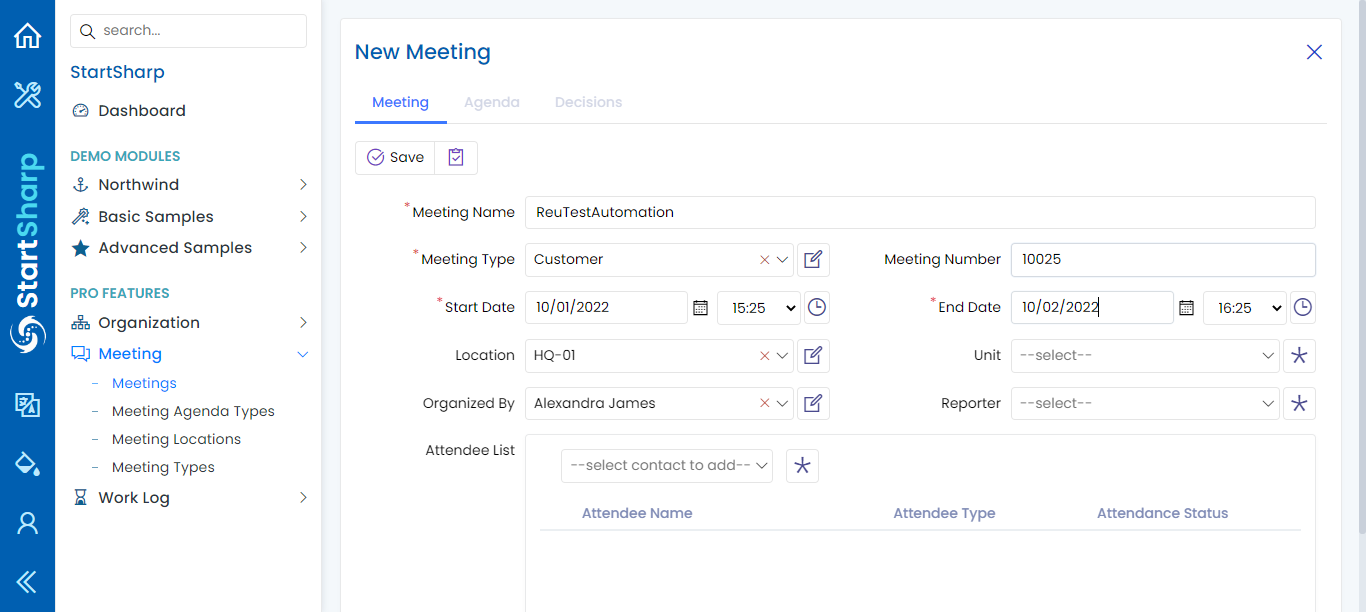 search...
StartSharp
Dashboard
DEMO MODULES
Northwind
Basic Samples
Advanced Samples
PRO FEATURES
Organization
Meeting
Meetings
Meeting Agenda Types
Meeting Locations
Meeting Types
Work Log
StartSharp
New Meeting
Meeting Agenda Decisions
Save
*Meeting Name ReuTestAutomation
*Meeting Type Customer Meeting Number 10025
*Start Date 10/01/2022 15:25 *End Date 10/02/2022 16:25
Location HQ-01 Unit --select--
Organized By Alexandra James Reporter --select--
Attendee List
--select contact to add--
Attendee Name Attendee Type Attendance Status